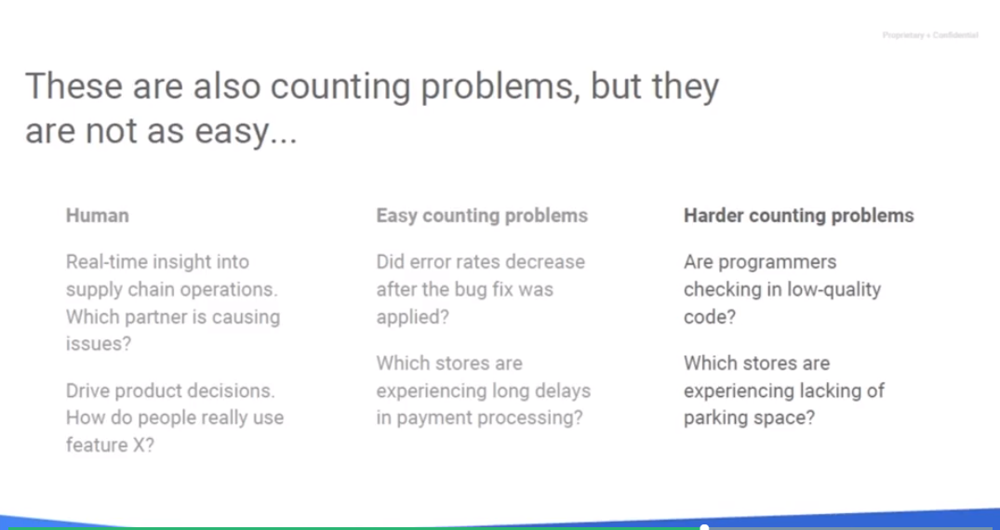 Proprietary + Confidential
These are also counting problems, but they
are not as easy...
Human
Real-time insight into
supply chain operations.
Which partner is causing
issues?
Drive product decisions.
How do people really use
feature X?
Easy counting problems
Did error rates decrease
after the bug fix was
applied?
Which stores are
experiencing long delays
in payment processing?
Harder counting problems
Are programmers
checking in low-quality
code?
Which stores are
experiencing lacking of
parking space?